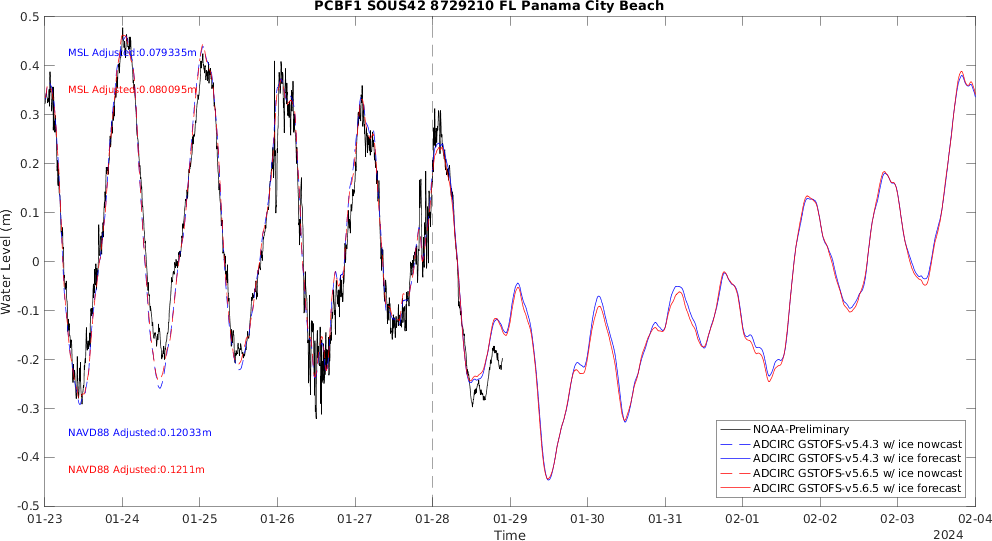 PCBF1 SOUS42 8729210 FL Panama City Beach
0.5
0.4
0.3
0.2
0.1
0
-0.1
-0.2
-0.3
-0.4
-0.5
Water Level (m)
MSL Adjusted:0.079335m
MSL Adjusted:0.080095m
NAVD88 Adjusted:0.12033m
NAVD88 Adjusted:0.1211m
NOAA-Preliminary
ADCIRC GSTOFS-v5.4.3 w/ ice nowcast
ADCIRC GSTOFS-v5.4.3 w/ ice forecast
ADCIRC GSTOFS-v5.6.5 w/ ice nowcast
ADCIRC GSTOFS-v5.6.5 w/ ice forecast
01-23 01-24 01-25 01-26 01-27 01-28 01-29 01-30 01-31 02-01 02-02 02-03 02-04
Time
2024